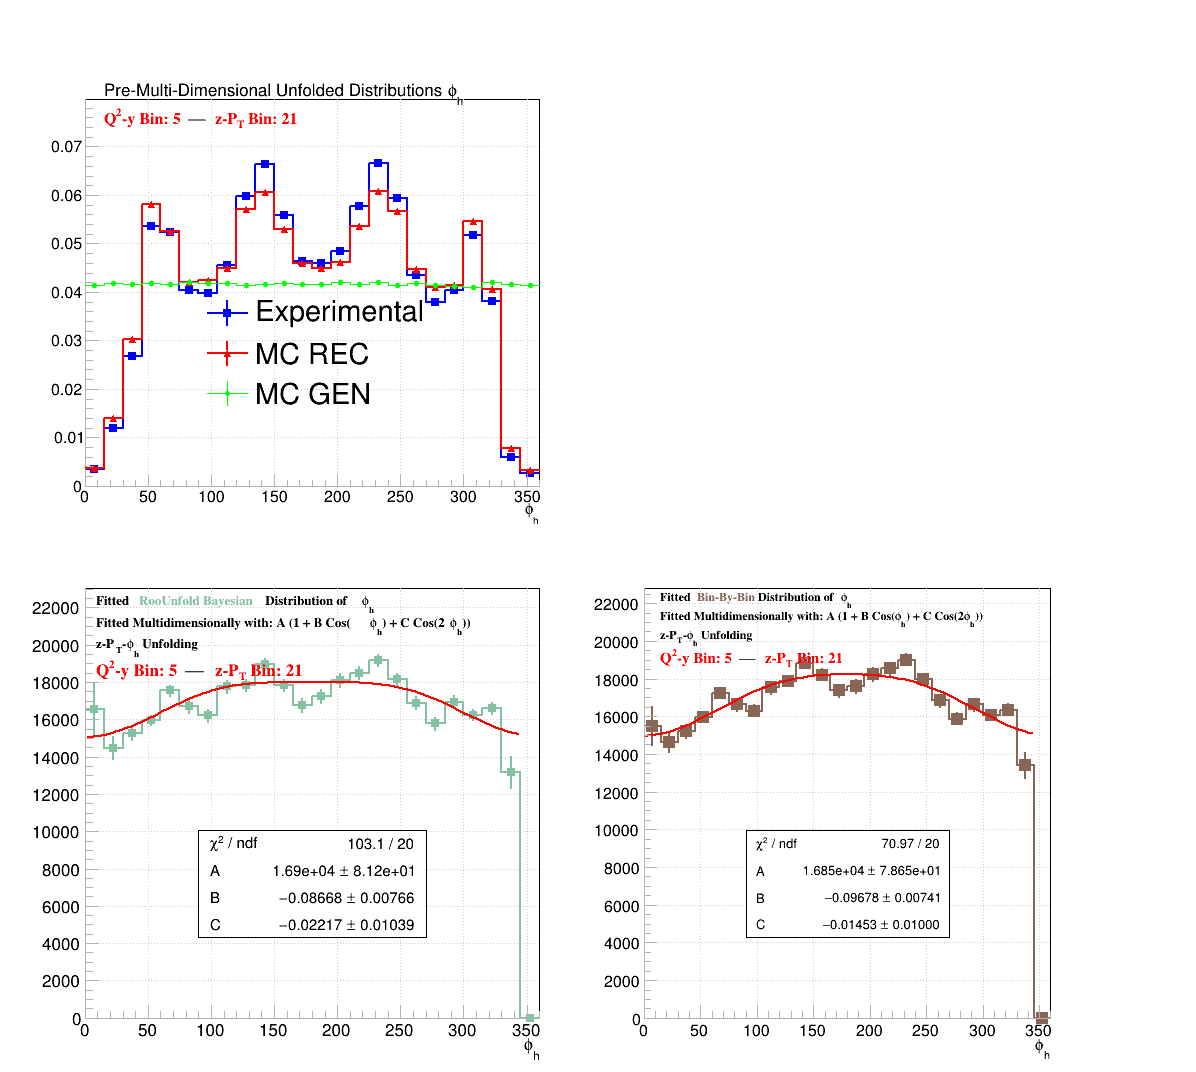 Pre-Multi-Dimensional Unfolded Distributions ϕh
Q²-y Bin: 5 — z-PT Bin: 21
0.07
0.06
0.05
0.04
0.03
0.02
0.01
0
Experimental
MC REC
MC GEN
0 50 100 150 200 250 300 350
ϕh
Fitted RooUnfold Bayesian Distribution of ϕh
Fitted Multidimensionally with: A (1 + B Cos( ϕh) + C Cos(2 ϕh))
z-PT-ϕh Unfolding
Q²-y Bin: 5 — z-PT Bin: 21
22000
20000
18000
16000
14000
12000
10000
8000
6000
4000
2000
0
χ² / ndf 103.1 / 20
A 1.69e+04 ± 8.12e+01
B −0.08668 ± 0.00766
C −0.02217 ± 0.01039
0 50 100 150 200 250 300 350
ϕh
Fitted Bin-By-Bin Distribution of ϕh
Fitted Multidimensionally with: A (1 + B Cos(ϕh) + C Cos(2ϕh))
z-PT-ϕh Unfolding
Q²-y Bin: 5 — z-PT Bin: 21
22000
20000
18000
16000
14000
12000
10000
8000
6000
4000
2000
0
χ² / ndf 70.97 / 20
A 1.685e+04 ± 7.865e+01
B −0.09678 ± 0.00741
C −0.01453 ± 0.01000
0 50 100 150 200 250 300 350
ϕh